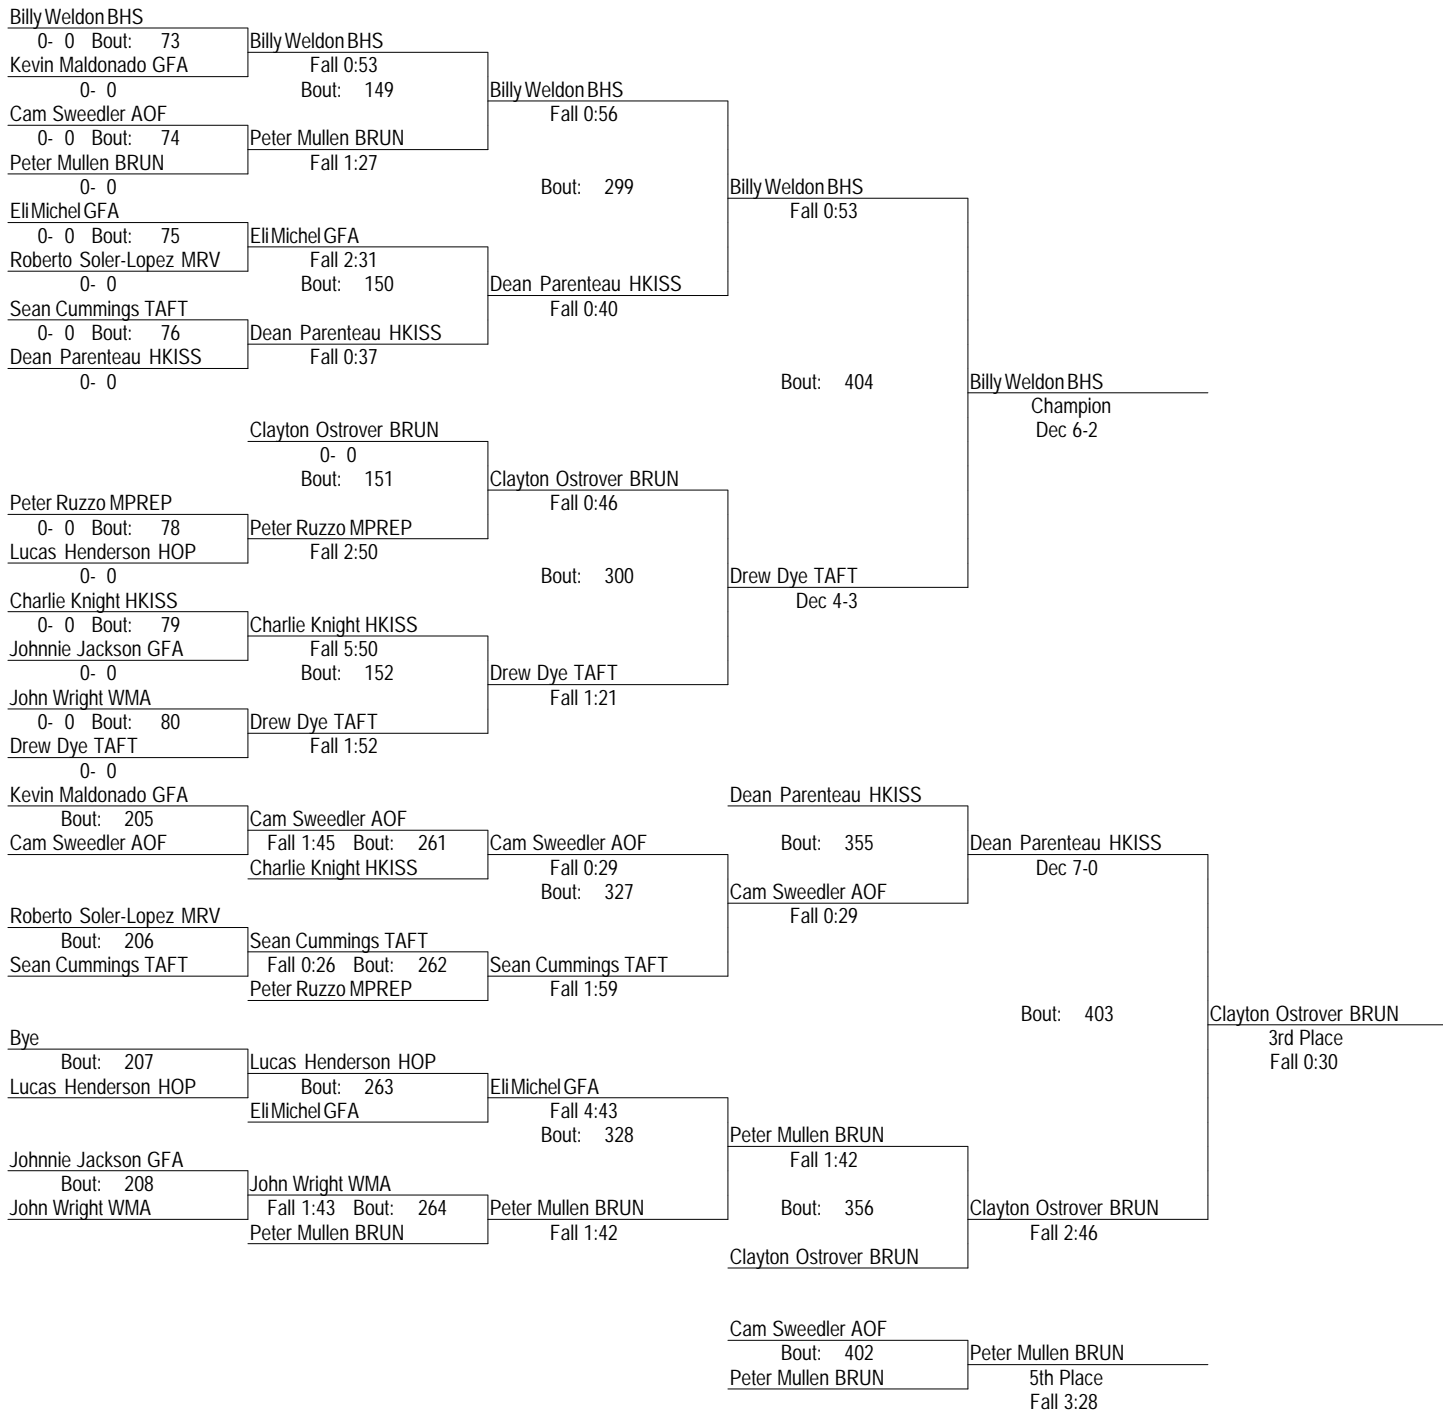 Billy Weldon BHS
0- 0 Bout: 73
Billy Weldon BHS
Kevin Maldonado GFA
Fall 0:53
0- 0
Bout: 149
Billy Weldon BHS
Cam Sweedler AOF
Fall 0:56
0- 0 Bout: 74
Peter Mullen BRUN
Peter Mullen BRUN
Fall 1:27
0- 0
Bout: 299
Billy Weldon BHS
Eli Michel GFA
Fall 0:53
0- 0 Bout: 75
Eli Michel GFA
Roberto Soler-Lopez MRV
Fall 2:31
0- 0
Bout: 150
Dean Parenteau HKISS
Sean Cummings TAFT
Fall 0:40
0- 0 Bout: 76
Dean Parenteau HKISS
Dean Parenteau HKISS
Fall 0:37
0- 0
Bout: 404
Billy Weldon BHS
Champion
Dec 6-2
Clayton Ostrover BRUN
0- 0
Bout: 151
Clayton Ostrover BRUN
Peter Ruzzo MPREP
Fall 0:46
0- 0 Bout: 78
Peter Ruzzo MPREP
Lucas Henderson HOP
Fall 2:50
0- 0
Bout: 300
Drew Dye TAFT
Charlie Knight HKISS
Dec 4-3
0- 0 Bout: 79
Charlie Knight HKISS
Johnnie Jackson GFA
Fall 5:50
0- 0
Bout: 152
Drew Dye TAFT
John Wright WMA
Fall 1:21
0- 0 Bout: 80
Drew Dye TAFT
Drew Dye TAFT
Fall 1:52
0- 0
Kevin Maldonado GFA
Dean Parenteau HKISS
Bout: 205
Cam Sweedler AOF
Cam Sweedler AOF
Fall 1:45 Bout: 261
Cam Sweedler AOF
Bout: 355
Dean Parenteau HKISS
Charlie Knight HKISS
Fall 0:29
Dec 7-0
Bout: 327
Cam Sweedler AOF
Roberto Soler-Lopez MRV
Fall 0:29
Bout: 206
Sean Cummings TAFT
Sean Cummings TAFT
Fall 0:26 Bout: 262
Sean Cummings TAFT
Peter Ruzzo MPREP
Fall 1:59
Bout: 403
Clayton Ostrover BRUN
Bye
3rd Place
Bout: 207
Lucas Henderson HOP
Fall 0:30
Lucas Henderson HOP
Bout: 263
Eli Michel GFA
Eli Michel GFA
Fall 4:43
Bout: 328
Peter Mullen BRUN
Johnnie Jackson GFA
Fall 1:42
Bout: 208
John Wright WMA
John Wright WMA
Fall 1:43 Bout: 264
Peter Mullen BRUN
Bout: 356
Clayton Ostrover BRUN
Peter Mullen BRUN
Fall 1:42
Fall 2:46
Clayton Ostrover BRUN
Cam Sweedler AOF
Bout: 402
Peter Mullen BRUN
Peter Mullen BRUN
5th Place
Fall 3:28